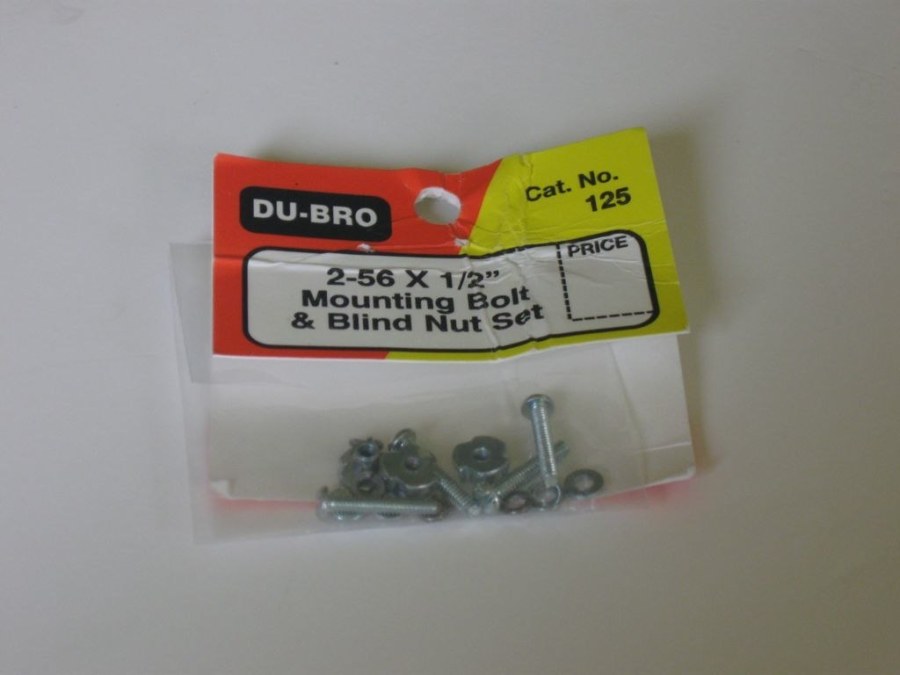 DU-BRO
Cat. No.
125
2-56 X 1/2”
Mounting Bolt
& Blind Nut Set
PRICE